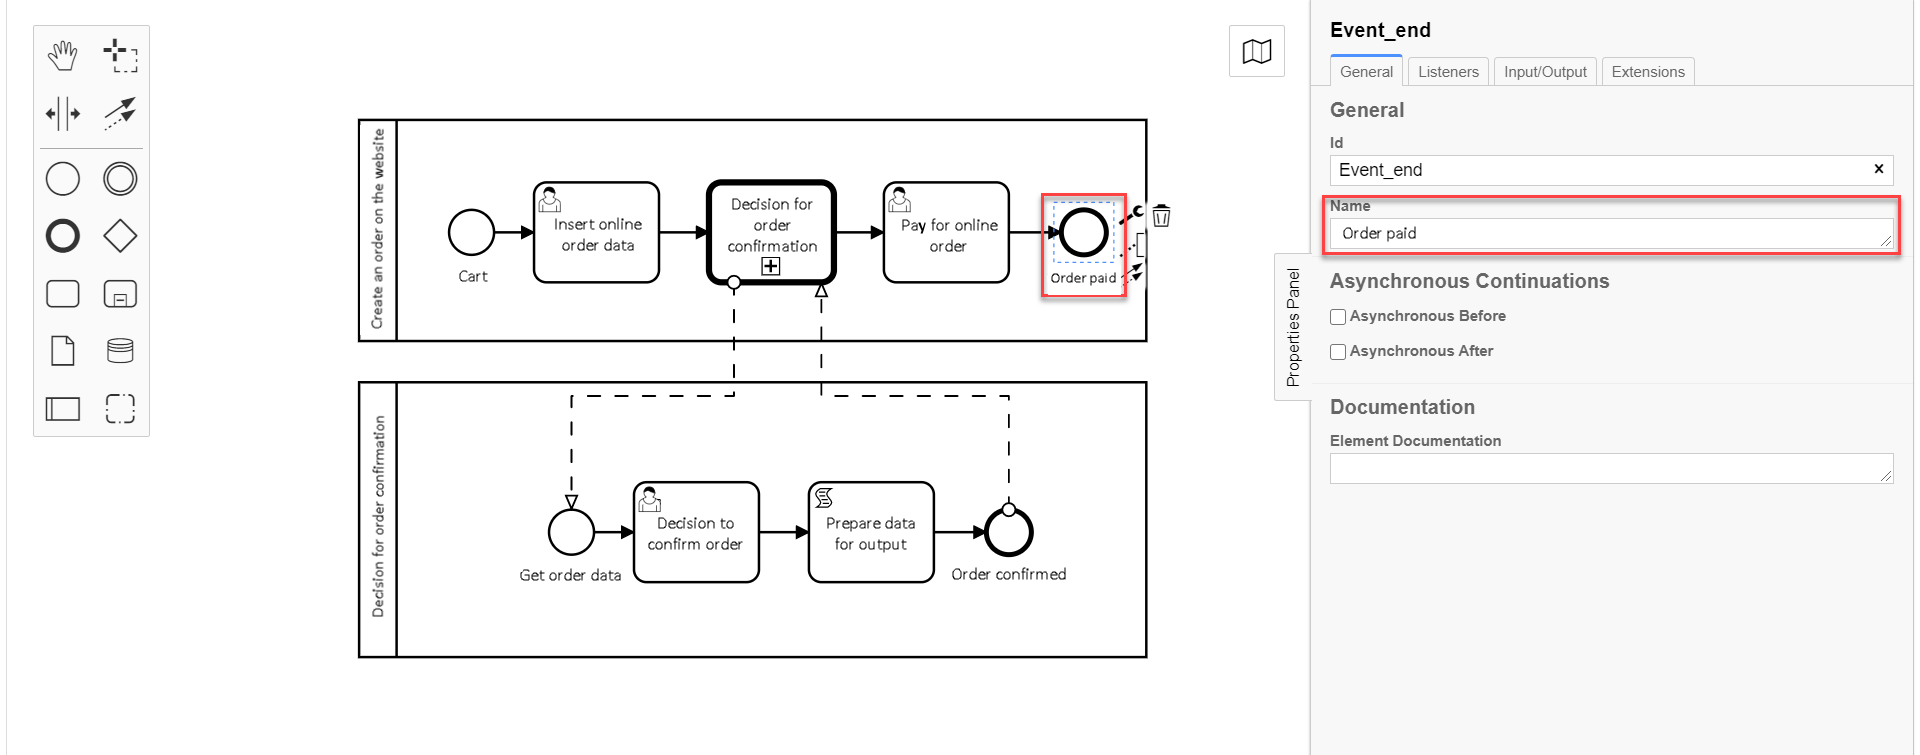 Create an order on the website
Cart
Insert online
order data
Decision for
order
confirmation
Pay for online
order
Order paid
Decision for order confirmation
Get order data
Decision to
confirm order
Prepare data
for output
Order confirmed
Properties Panel
Event_end
General
Listeners
Input/Output
Extensions
General
Id
Event_end
Name
Order paid
Asynchronous Continuations
Asynchronous Before
Asynchronous After
Documentation
Element Documentation